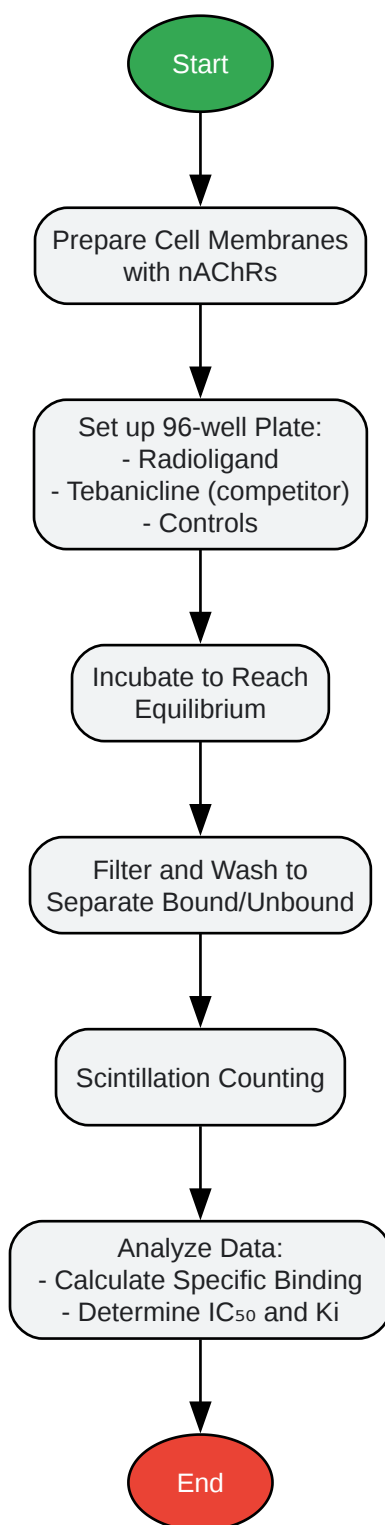 Start
Prepare Cell Membranes
with nAChRs
Set up 96-well Plate:
- Radioligand
- Tebanicline (competitor)
- Controls
Incubate to Reach
Equilibrium
Filter and Wash to
Separate Bound/Unbound
Scintillation Counting
Analyze Data:
- Calculate Specific Binding
- Determine IC₅₀ and Ki
End